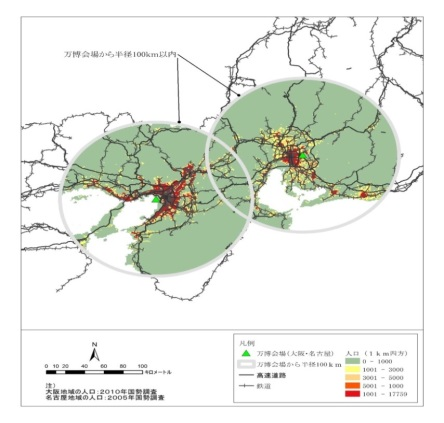 万博会場から半径100km以内
N
0 10 20 40 60 80 100
キロメートル
注)
大阪地域の人口:2010年国勢調査
名古屋地域の人口:2005年国勢調査
凡例
万博会場(大阪・名古屋)
万博会場から半径100km
高速道路
鉄道
人口 (1km四方)
0 - 1000
1001 - 3000
3001 - 5000
5001 - 1000
1001 - 17759